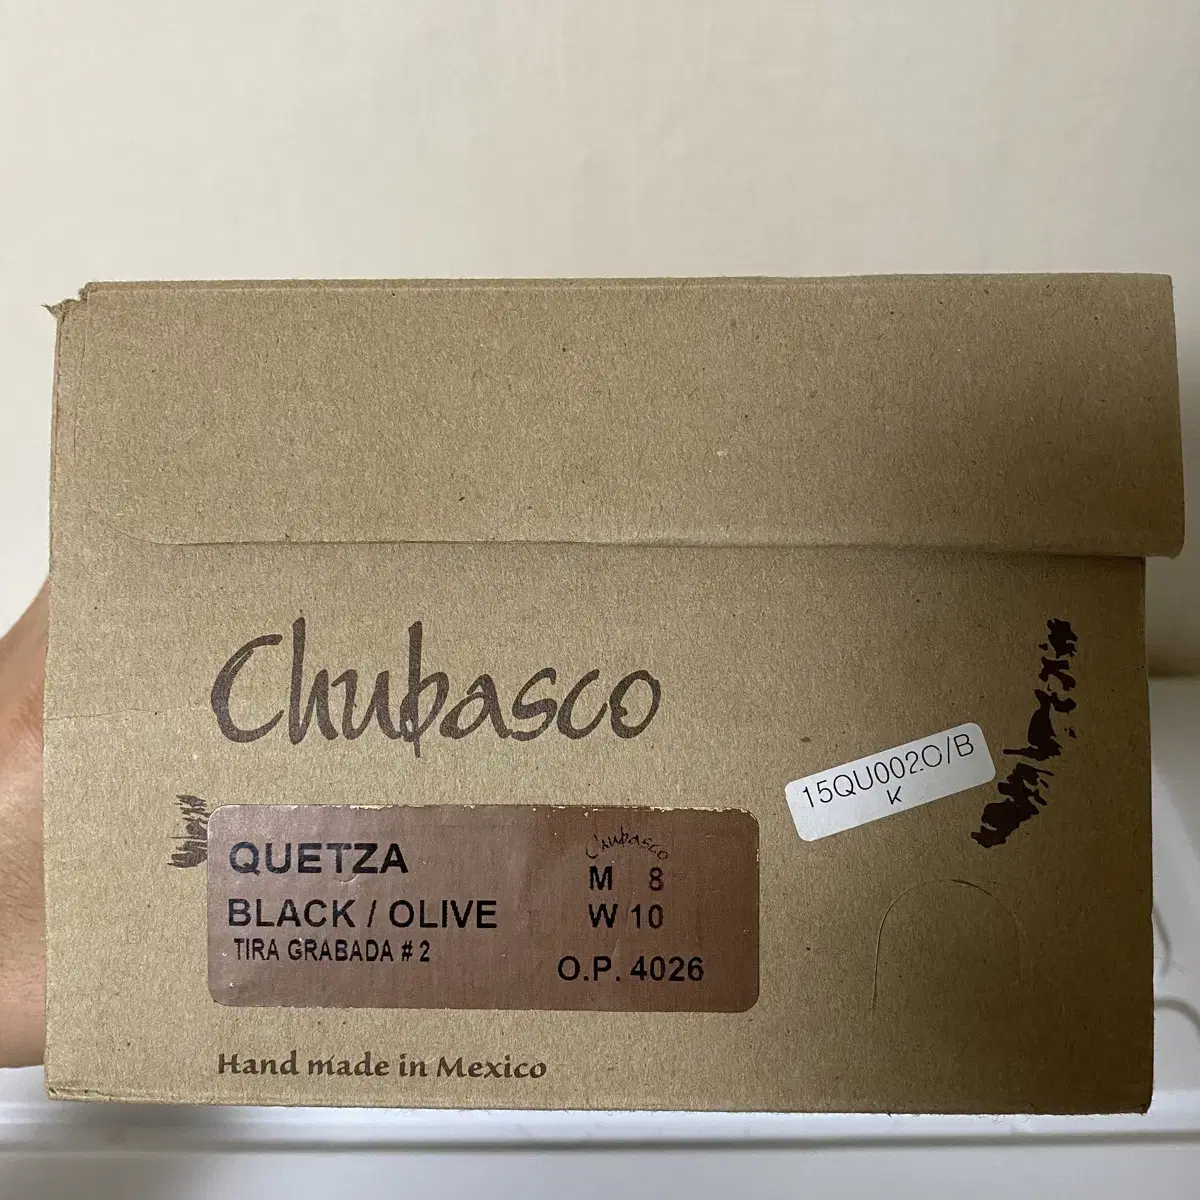 Chubasco
15QU002O/B
K
QUETZA
BLACK / OLIVE
TIRA GRABADA # 2
Chubasco
M 8
W 10
O.P. 4026
Hand made in Mexico